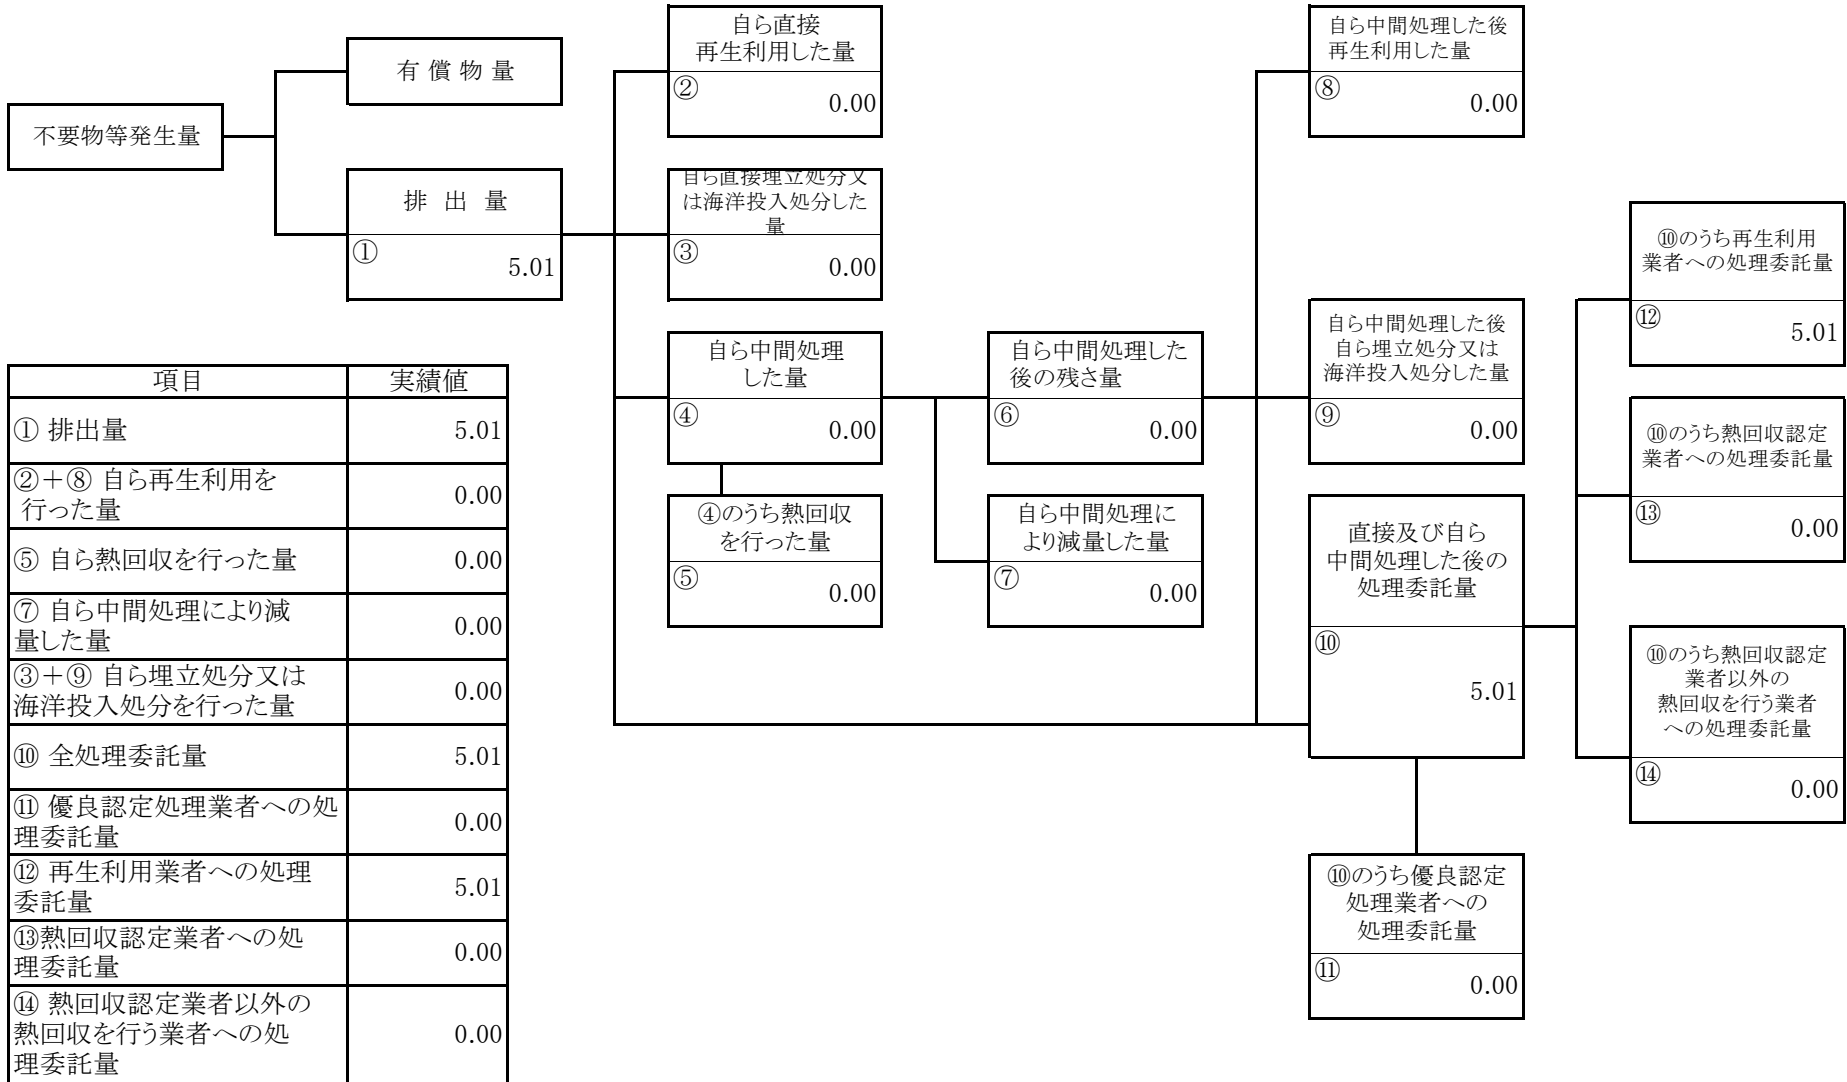 不要物等発生量
有償物量
排出量
①
5.01
自ら直接
再生利用した量
②
0.00
自ら直接埋立処分又
は海洋投入処分した
量
③
0.00
自ら中間処理
した量
④
0.00
④のうち熱回収
を行った量
⑤
0.00
自ら中間処理した
後の残さ量
⑥
0.00
自ら中間処理に
より減量した量
⑦
0.00
自ら中間処理した後
再生利用した量
⑧
0.00
自ら中間処理した後
自ら埋立処分又は
海洋投入処分した量
⑨
0.00
直接及び自ら
中間処理した後の
処理委託量
⑩
5.01
⑩のうち優良認定
処理業者への
処理委託量
⑪
0.00
⑩のうち再生利用
業者への処理委託量
⑫
5.01
⑩のうち熱回収認定
業者への処理委託量
⑬
0.00
⑩のうち熱回収認定
業者以外の
熱回収を行う業者
への処理委託量
⑭
0.00
項目 実績値
① 排出量 5.01
②+⑧ 自ら再生利用を
行った量 0.00
⑤ 自ら熱回収を行った量 0.00
⑦ 自ら中間処理により減
量した量 0.00
③+⑨ 自ら埋立処分又は
海洋投入処分を行った量 0.00
⑩ 全処理委託量 5.01
⑪ 優良認定処理業者への処
理委託量 0.00
⑫ 再生利用業者への処理
委託量 5.01
⑬熱回収認定業者への処
理委託量 0.00
⑭ 熱回収認定業者以外の
熱回収を行う業者への処
理委託量 0.00